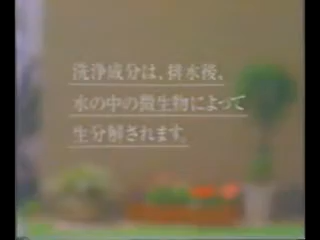 洗浄成分は、排水後、
水の中の微生物によって
生分解されます。